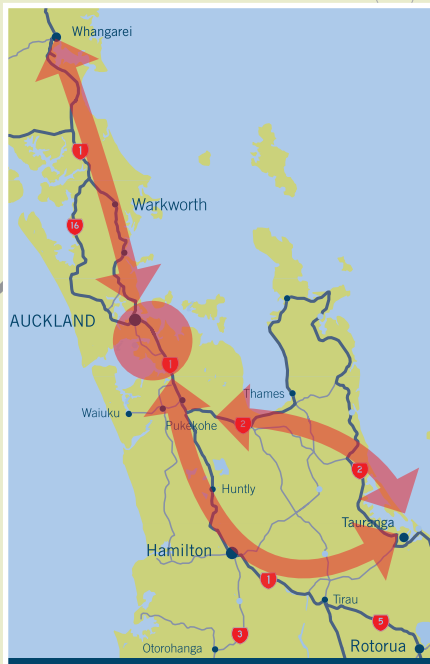 Whangarei
1
Warkworth
16
AUCKLAND
1
Thames
Waiuku
Pukekohe
2
2
Huntly
Tauranga
Hamilton
1
Tirau
5
3
Otorohanga
Rotorua